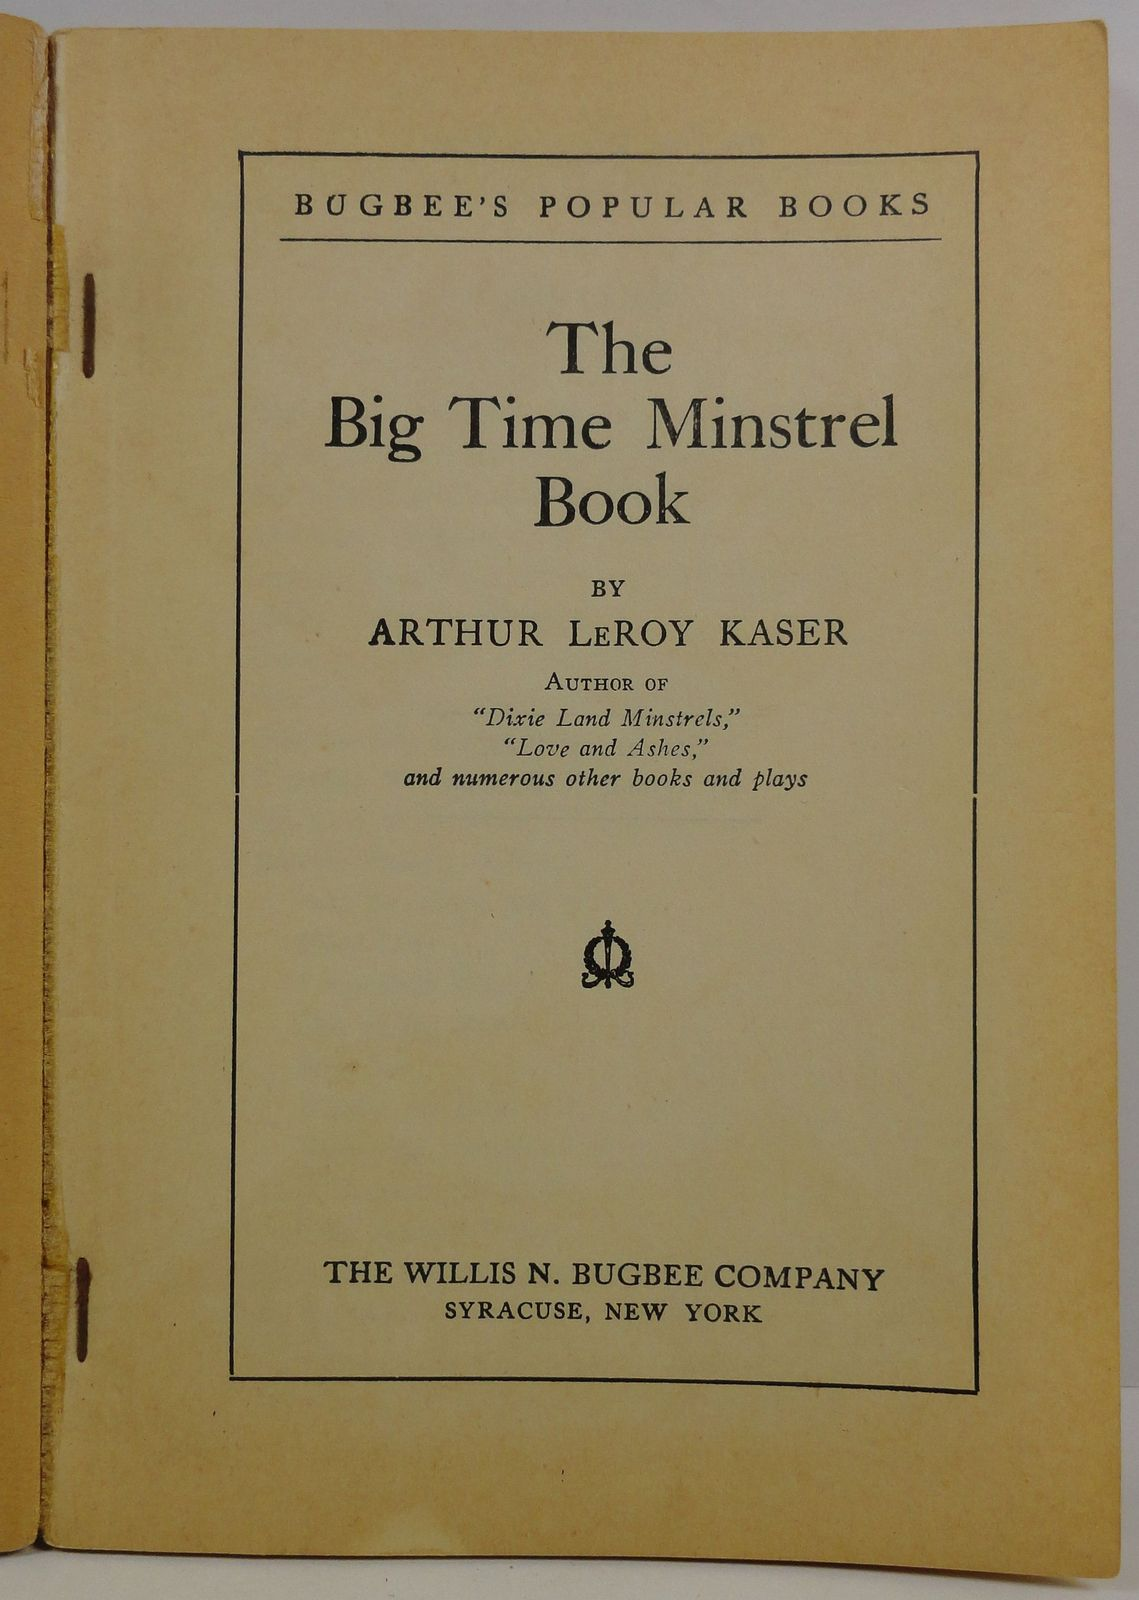 BUGBEE'S POPULAR BOOKS
The
Big Time Minstrel
Book
BY
ARTHUR LEROY KASER
AUTHOR OF
“Dixie Land Minstrels,”
“Love and Ashes,”
and numerous other books and plays
THE WILLIS N. BUGBEE COMPANY
SYRACUSE, NEW YORK